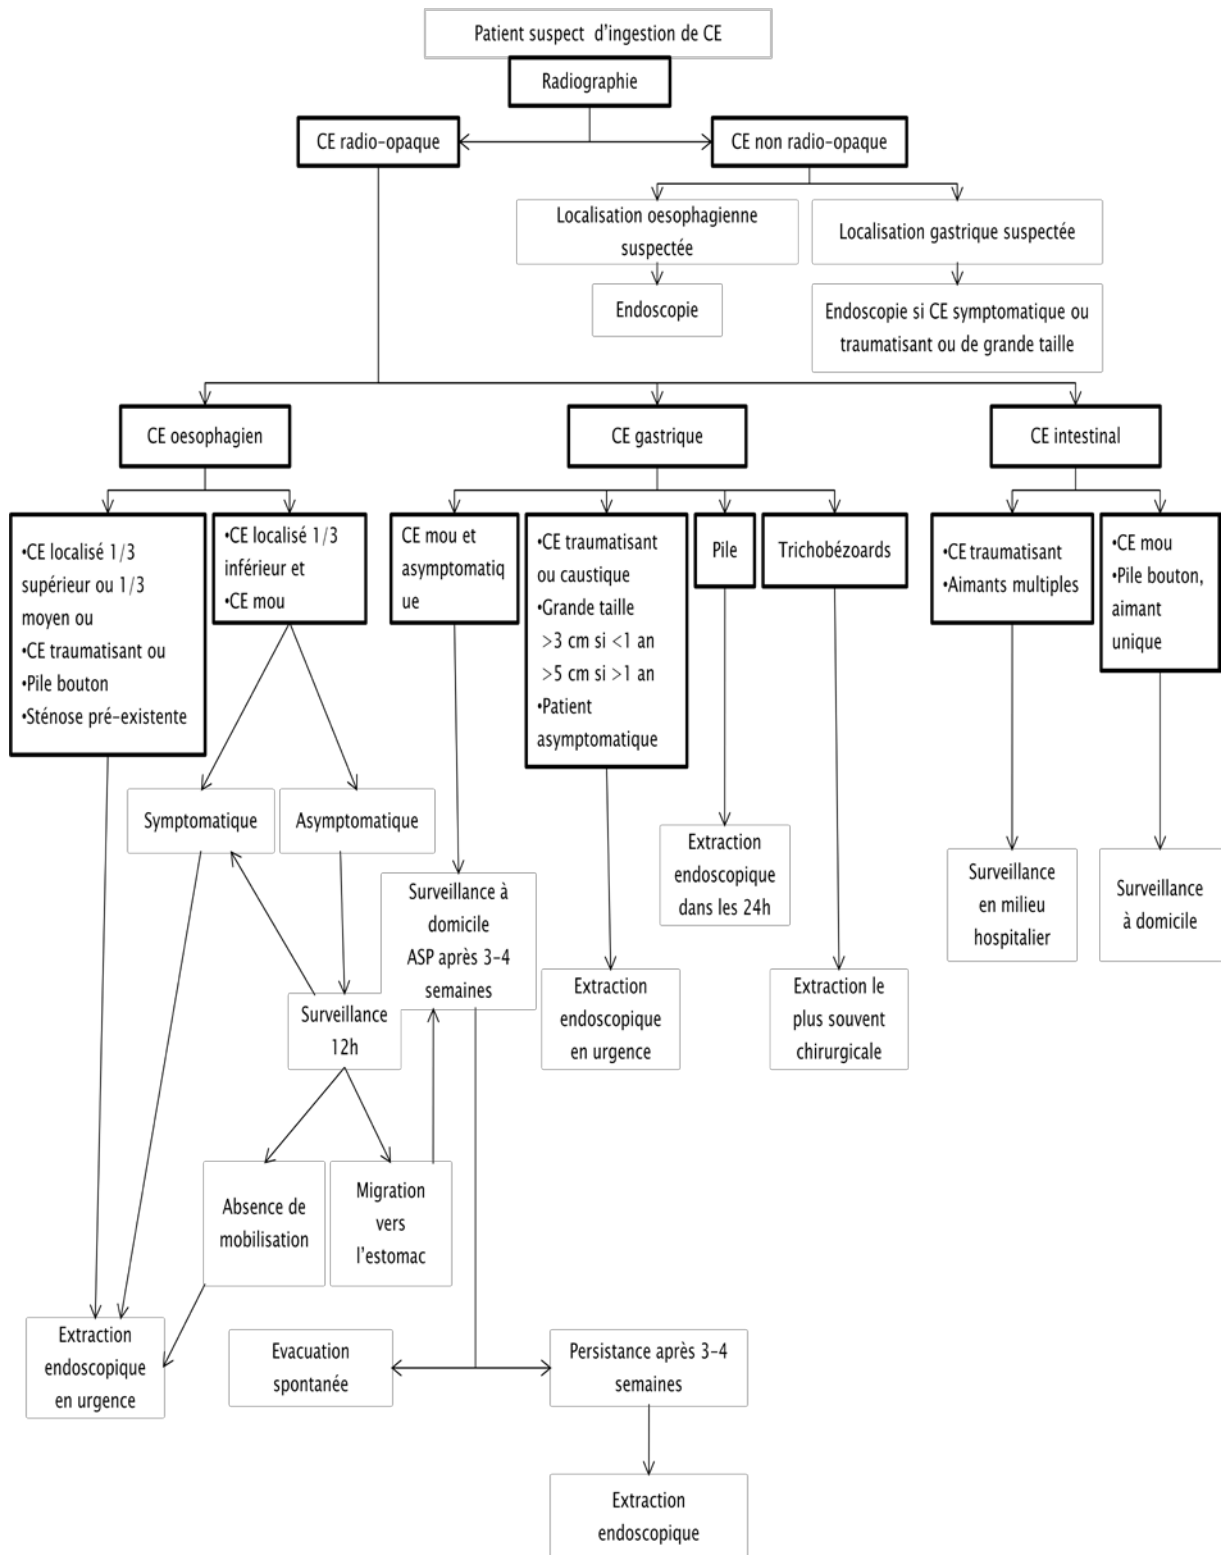 Patient suspect d'ingestion de CE
Radiographie
CE radio-opaque
CE non radio-opaque
Localisation oesophagienne
suspectée
Localisation gastrique suspectée
Endoscopie
Endoscopie si CE symptomatique ou
traumatisant ou de grande taille
CE oesophagien
CE gastrique
CE intestinal
•CE localisé 1/3
supérieur ou 1/3
moyen ou
•CE traumatisant ou
•Pile bouton
•Sténose pré-existente
•CE localisé 1/3
inférieur et
•CE mou
CE mou et
asymptomatiq
ue
•CE traumatisant
ou caustique
•Grande taille
>3 cm si <1 an
>5 cm si >1 an
•Patient
asymptomatique
Pile
Trichobézoards
•CE traumatisant
•Aimants multiples
•CE mou
•Pile bouton,
aimant
unique
Symptomatique
Asymptomatique
Surveillance à
domicile
ASP après 3-4
semaines
Extraction
endoscopique
dans les 24h
Surveillance
en milieu
hospitalier
Surveillance
à domicile
Surveillance
12h
Extraction
endoscopique
en urgence
Extraction le
plus souvent
chirurgicale
Absence de
mobilisation
Migration
vers
l'estomac
Extraction
endoscopique
en urgence
Evacuation
spontanée
Persistance après 3-4
semaines
Extraction
endoscopique